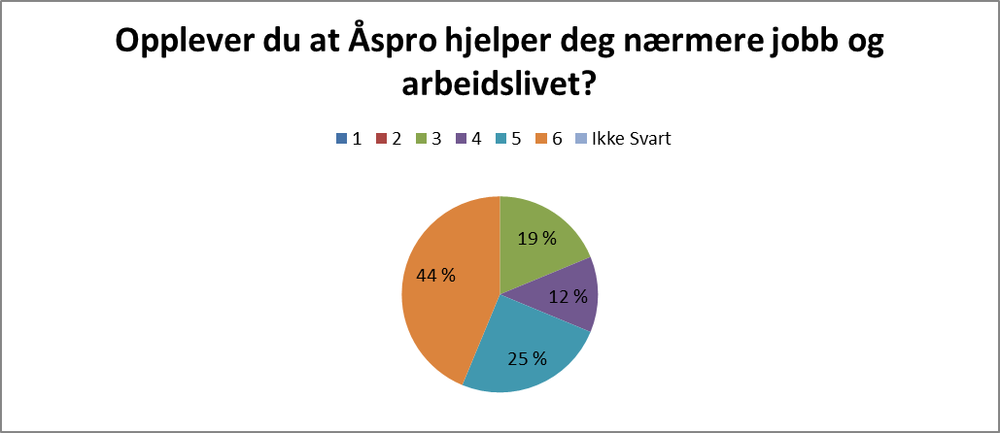 Opplever du at Åspro hjelper deg nærmere jobb og
arbeidslivet?
1 2 3 4 5 6 Ikke Svart
19 %
44 %
12 %
25 %